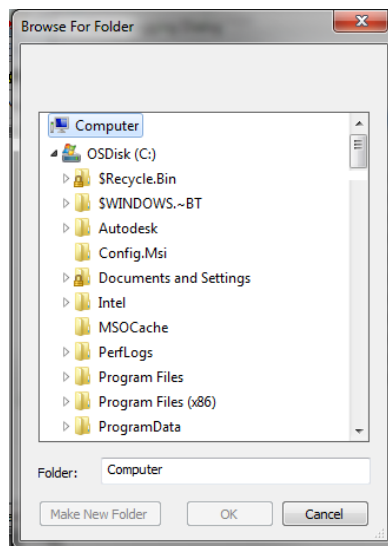 Browse For Folder
Computer
OSDisk (C:)
$Recycle.Bin
$WINDOWS.~BT
Autodesk
Config.Msi
Documents and Settings
Intel
MSOCache
PerfLogs
Program Files
Program Files (x86)
ProgramData
Folder: Computer
Make New Folder OK Cancel